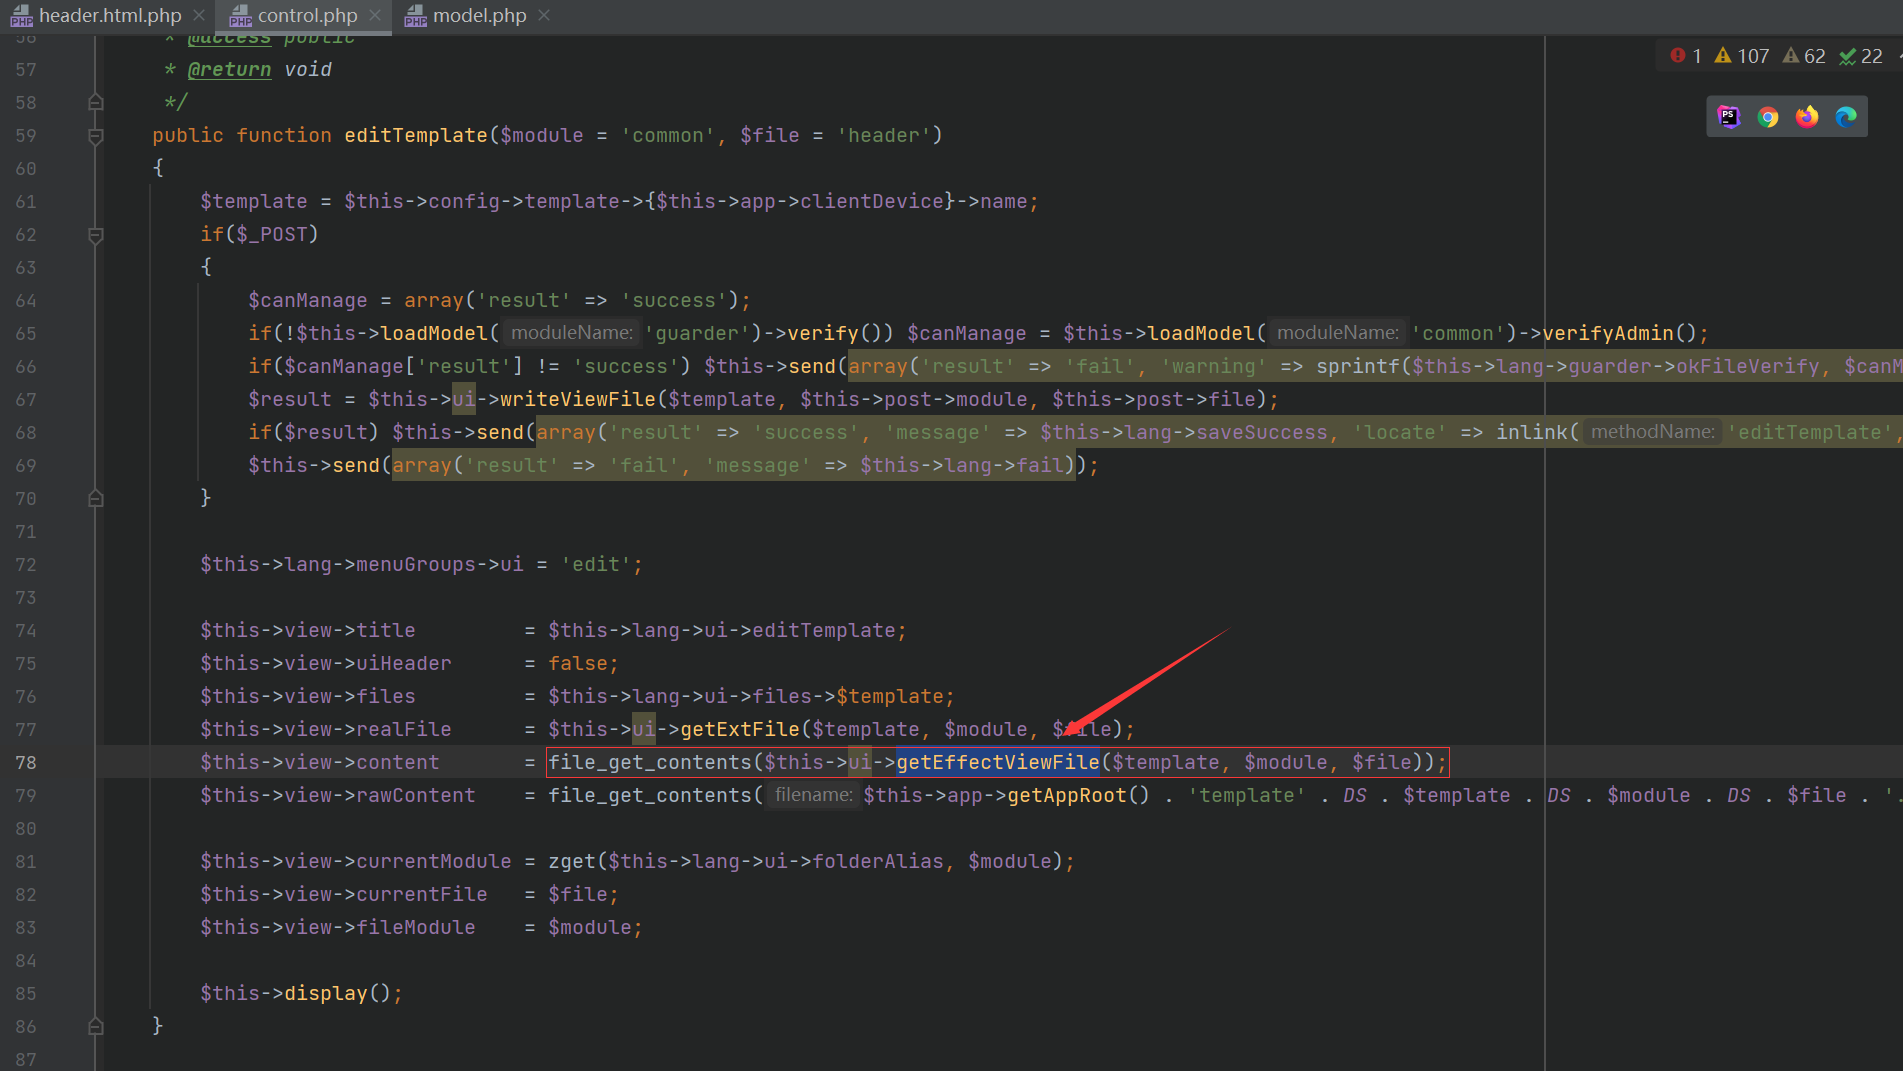 header.html.php control.php model.php
56 * @access public
57 * @return void
58 */
59 public function editTemplate($module = 'common', $file = 'header')
60 {
61 $template = $this->config->template->{$this->app->clientDevice}->name;
62 if($_POST)
63 {
64 $canManage = array('result' => 'success');
65 if(!$this->loadModel( moduleName: 'guarder')->verify()) $canManage = $this->loadModel( moduleName: 'common')->verifyAdmin();
66 if($canManage['result'] != 'success') $this->send(array('result' => 'fail', 'warning' => sprintf($this->lang->guarder->okFileVerify, $canM
67 $result = $this->ui->writeViewFile($template, $this->post->module, $this->post->file);
68 if($result) $this->send(array('result' => 'success', 'message' => $this->lang->saveSuccess, 'locate' => inlink( methodName: 'editTemplate',
69 $this->send(array('result' => 'fail', 'message' => $this->lang->fail));
70 }
71
72 $this->lang->menuGroups->ui = 'edit';
73
74 $this->view->title = $this->lang->ui->editTemplate;
75 $this->view->uiHeader = false;
76 $this->view->files = $this->lang->ui->files->$template;
77 $this->view->realFile = $this->ui->getExtFile($template, $module, $file);
78 $this->view->content = file_get_contents($this->ui->getEffectViewFile($template, $module, $file));
79 $this->view->rawContent = file_get_contents( filename: $this->app->getAppRoot() . 'template' . DS . $template . DS . $module . DS . $file . '.
80
81 $this->view->currentModule = zget($this->lang->ui->folderAlias, $module);
82 $this->view->currentFile = $file;
83 $this->view->fileModule = $module;
84
85 $this->display();
86 }
87
1 107 62 22
PS